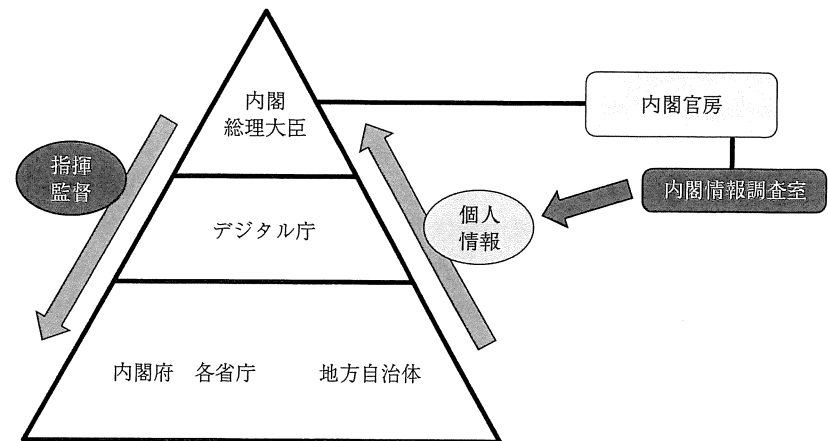 内閣
総理大臣
内閣官房
指揮
監督
内閣情報調査室
デジタル庁
個人
情報
内閣府 各省庁 地方自治体